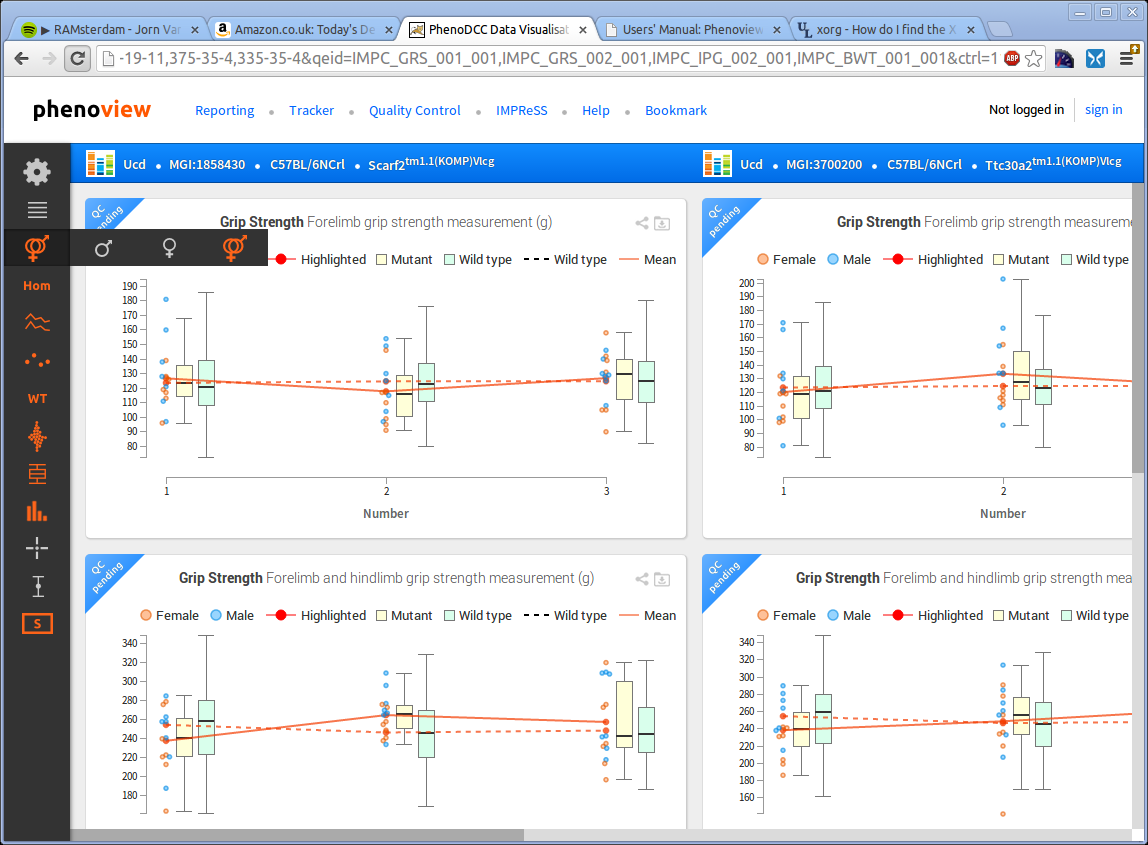 ▶ RAMsterdam - Jorn Var
Amazon.co.uk: Today's De
PhenoDCC Data Visualisat
Users' Manual: Phenoview
xorg - How do I find the X
-19-11,375-35-4,335-35-4&qeid=IMPC_GRS_001_001,IMPC_GRS_002_001,IMPC_IPG_002_001,IMPC_BWT_001_001&ctrl=1
ABP
phenoview
Reporting • Tracker • Quality Control • IMPReSS • Help • Bookmark
Not logged in
sign in
Ucd • MGI:1858430 • C57BL/6NCrl • Scarf2tm1.1(KOMP)Vlcg
Ucd • MGI:3700200 • C57BL/6NCrl • Ttc30a2tm1.1(KOMP)Vlcg
Hom
WT
S
QC pending
Grip Strength Forelimb grip strength measurement (g)
Highlighted Mutant Wild type Wild type Mean
190
180
170
160
150
140
130
120
110
100
90
80
1 2 3
Number
QC pending
Grip Strength Forelimb grip strength measureme
Female Male Highlighted Mutant Wild type
200
190
180
170
160
150
140
130
120
110
100
90
80
1 2
Number
QC pending
Grip Strength Forelimb and hindlimb grip strength measurement (g)
Female Male Highlighted Mutant Wild type Wild type Mean
340
320
300
280
260
240
220
200
180
QC pending
Grip Strength Forelimb and hindlimb grip strength mea
Female Male Highlighted Mutant Wild type
340
320
300
280
260
240
220
200
180
160